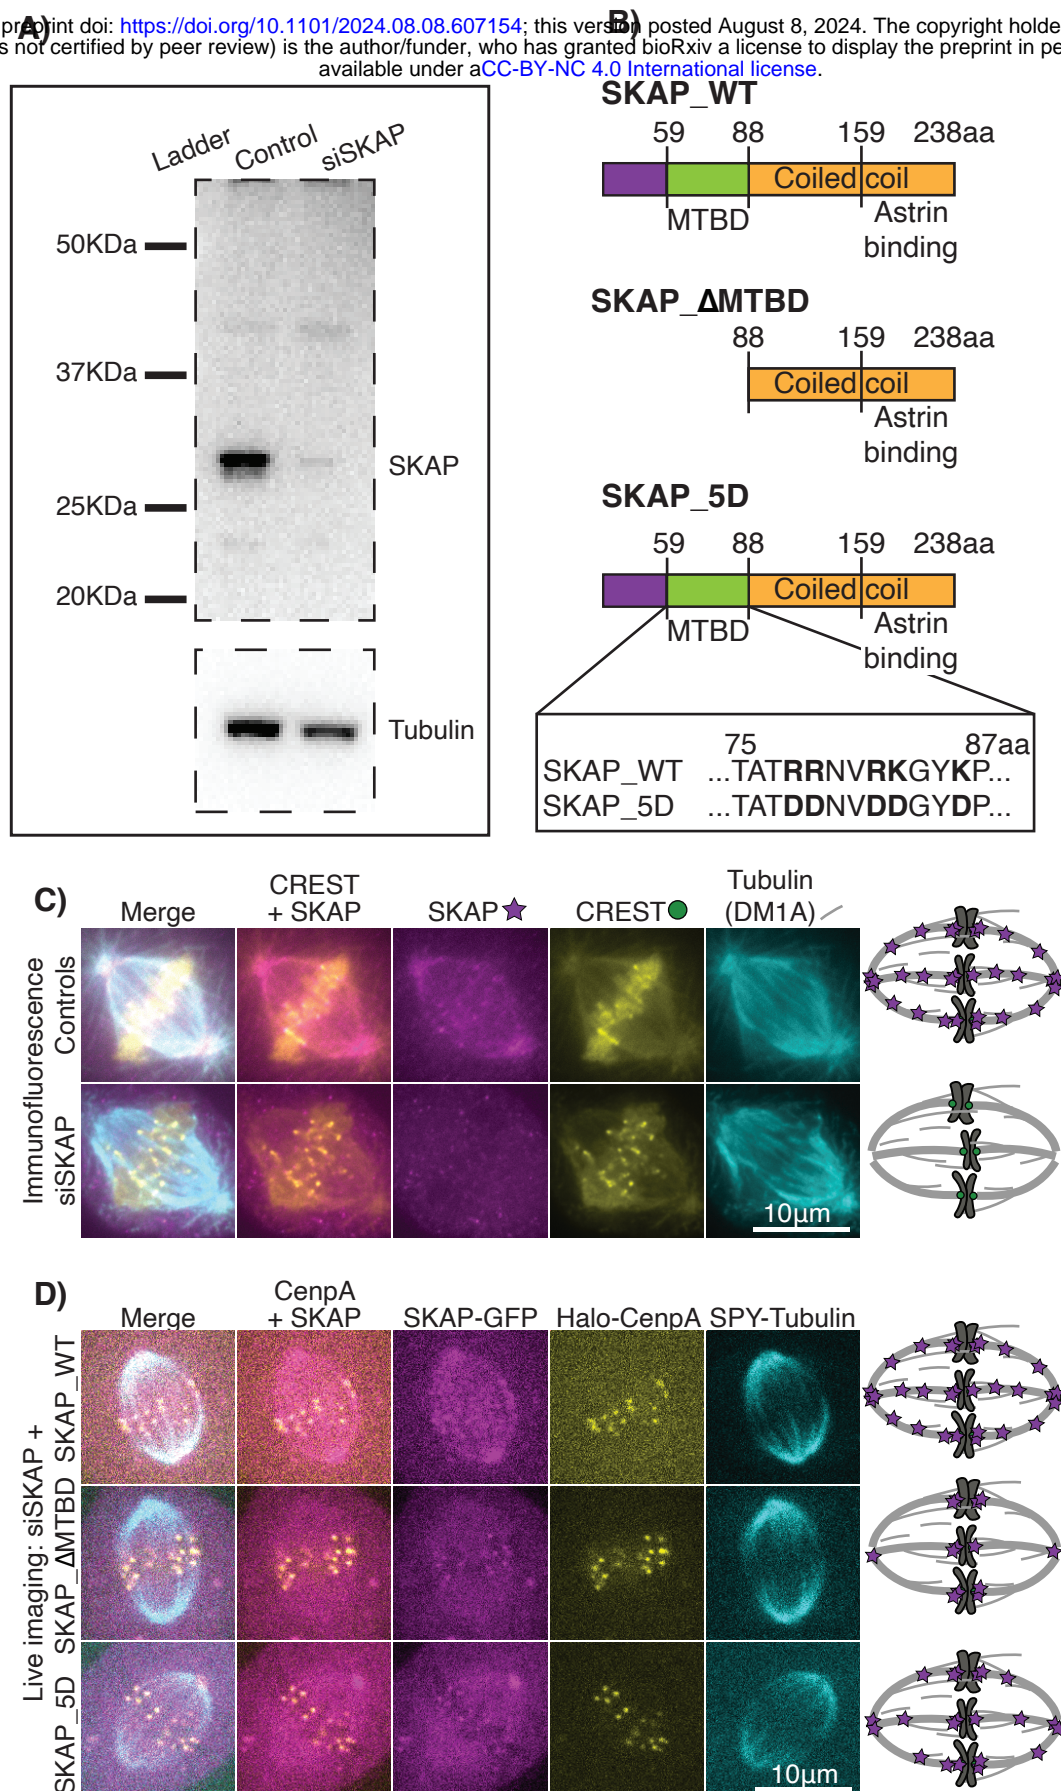 preprint doi: https://doi.org/10.1101/2024.08.08.607154; this version posted August 8, 2024. The copyright holde
s not certified by peer review) is the author/funder, who has granted bioRxiv a license to display the preprint in pe
available under aCC-BY-NC 4.0 International license.
A)
Ladder Control siSKAP
50KDa
37KDa
SKAP
25KDa
20KDa
Tubulin
B)
SKAP_WT
59 88 159 238aa
Coiled coil
MTBD Astrin
binding
SKAP_ΔMTBD
88 159 238aa
Coiled coil
Astrin
binding
SKAP_5D
59 88 159 238aa
Coiled coil
MTBD Astrin
binding
75 87aa
SKAP_WT ...TATRRNVRKGYKP...
SKAP_5D ...TATDDNVDDGYDP...
C)
Merge
CREST
+ SKAP
SKAP
CREST
Tubulin
(DM1A)
Immunofluorescence
Controls
siSKAP
10µm
D)
Merge
CenpA
+ SKAP
SKAP-GFP
Halo-CenpA
SPY-Tubulin
Live imaging: siSKAP +
SKAP_WT
SKAP_ΔMTBD
SKAP_5D
10µm